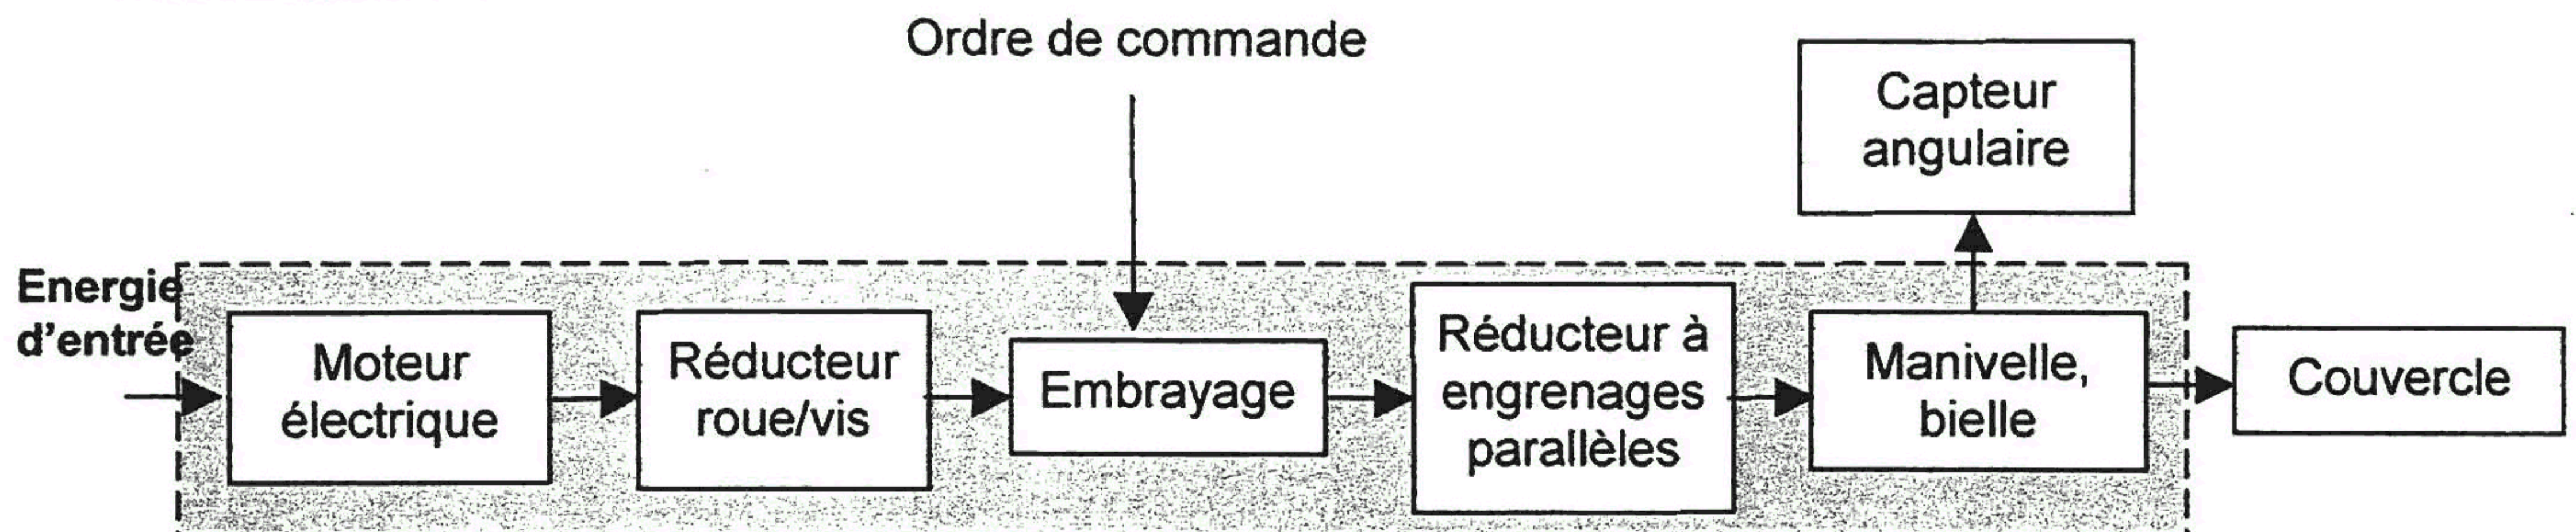 Ordre de commande
Capteur
angulaire
Energie
d'entrée
Moteur
électrique
Réducteur
roue/vis
Embrayage
Réducteur à
engrenages
parallèles
Manivelle,
bielle
Couvercle